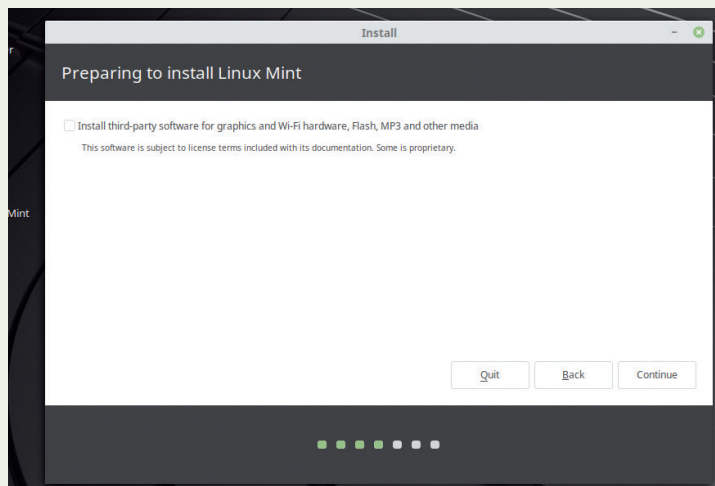 Install
r
Preparing to install Linux Mint
Install third-party software for graphics and Wi-Fi hardware, Flash, MP3 and other media
This software is subject to license terms included with its documentation. Some is proprietary.
Mint
Quit
Back
Continue